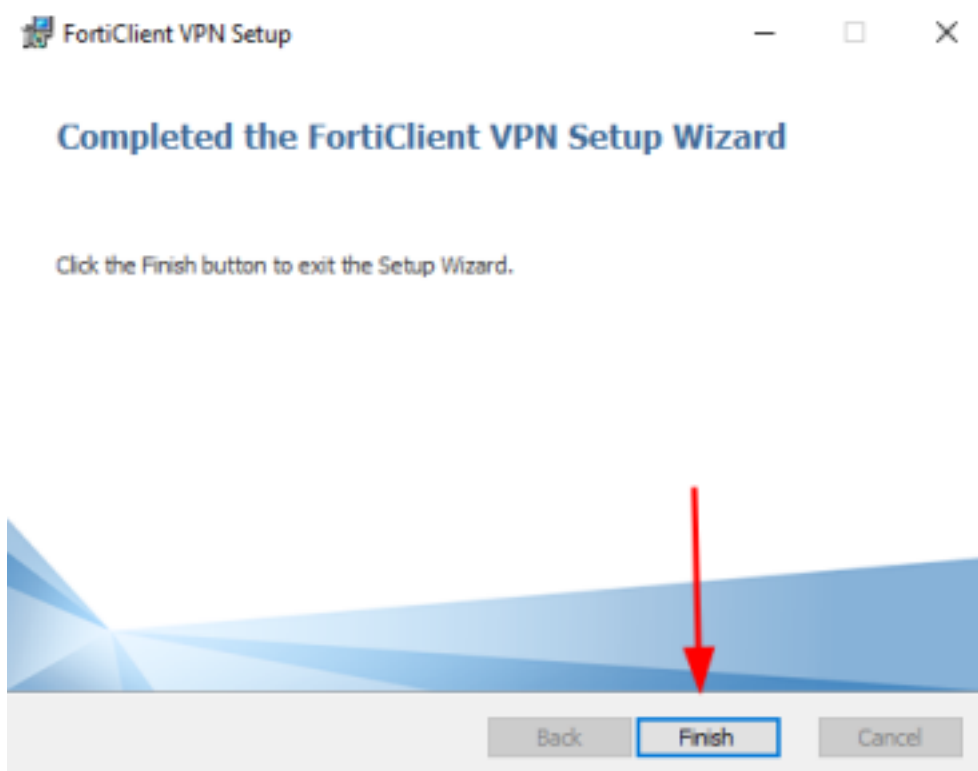 FortiClient VPN Setup
Completed the FortiClient VPN Setup Wizard
Click the Finish button to exit the Setup Wizard.
Back Finish Cancel